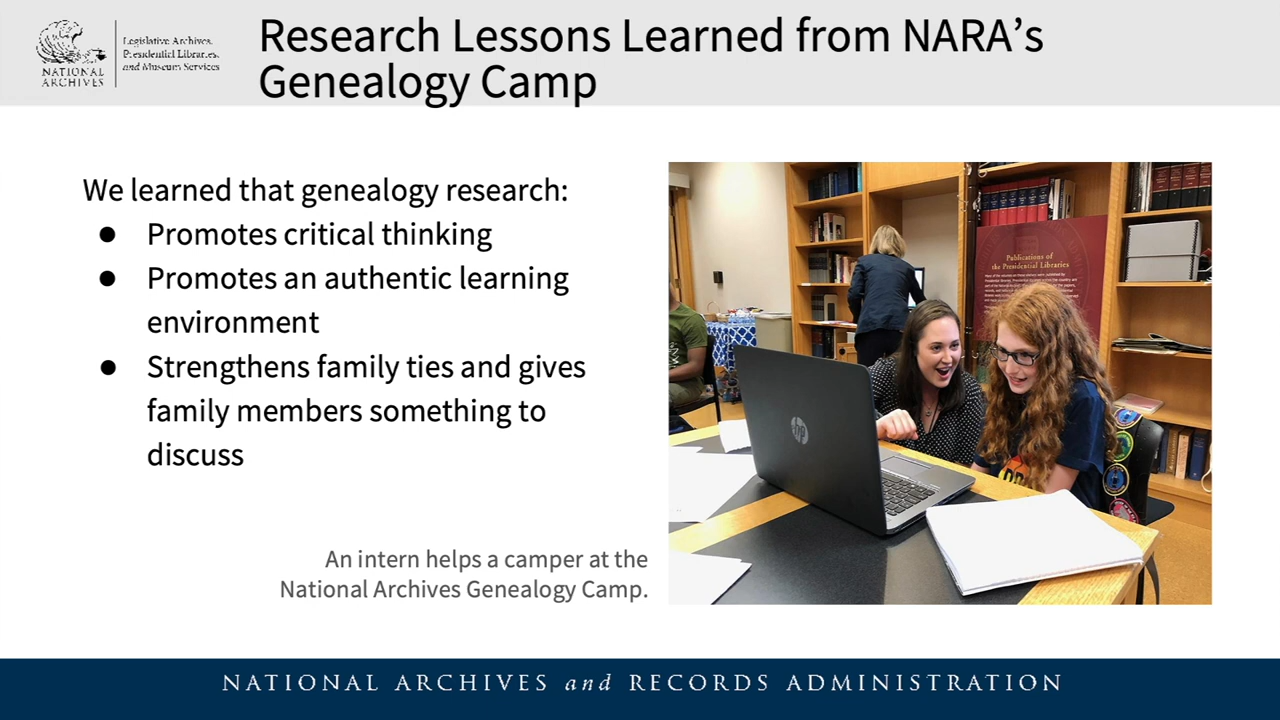 NATIONAL
ARCHIVES
Legislative Archives,
Presidential Libraries,
and Museum Services
Research Lessons Learned from NARA’s
Genealogy Camp
We learned that genealogy research:
● Promotes critical thinking
● Promotes an authentic learning
environment
● Strengthens family ties and gives
family members something to
discuss
An intern helps a camper at the
National Archives Genealogy Camp.
Publications of
the Presidential Libraries
hp
NATIONAL ARCHIVES and RECORDS ADMINISTRATION